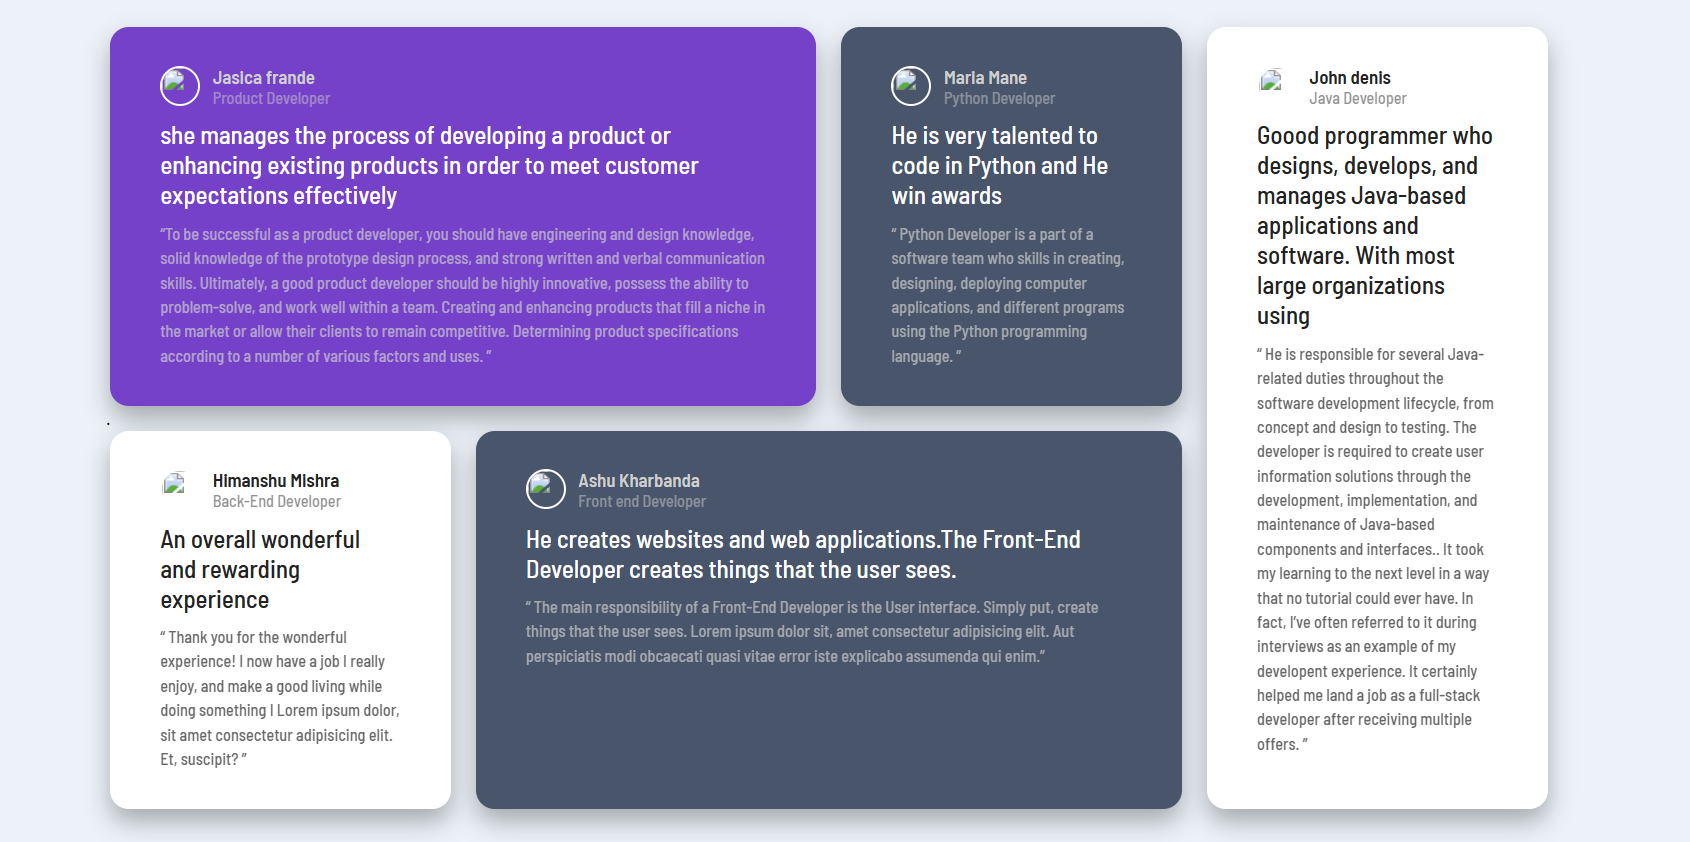 Jasica frande
Product Developer
she manages the process of developing a product or
enhancing existing products in order to meet customer
expectations effectively
“To be successful as a product developer, you should have engineering and design knowledge,
solid knowledge of the prototype design process, and strong written and verbal communication
skills. Ultimately, a good product developer should be highly innovative, possess the ability to
problem-solve, and work well within a team. Creating and enhancing products that fill a niche in
the market or allow their clients to remain competitive. Determining product specifications
according to a number of various factors and uses. ”
Maria Mane
Python Developer
He is very talented to
code in Python and He
win awards
“ Python Developer is a part of a
software team who skills in creating,
designing, deploying computer
applications, and different programs
using the Python programming
language. ”
John denis
Java Developer
Goood programmer who
designs, develops, and
manages Java-based
applications and
software. With most
large organizations
using
“ He is responsible for several Java-
related duties throughout the
software development lifecycle, from
concept and design to testing. The
developer is required to create user
information solutions through the
development, implementation, and
maintenance of Java-based
components and interfaces.. It took
my learning to the next level in a way
that no tutorial could ever have. In
fact, I’ve often referred to it during
interviews as an example of my
developent experience. It certainly
helped me land a job as a full-stack
developer after receiving multiple
offers. ”
.
Himanshu Mishra
Back-End Developer
An overall wonderful
and rewarding
experience
“ Thank you for the wonderful
experience! I now have a job I really
enjoy, and make a good living while
doing something I Lorem ipsum dolor,
sit amet consectetur adipisicing elit.
Et, suscipit? ”
Ashu Kharbanda
Front end Developer
He creates websites and web applications.The Front-End
Developer creates things that the user sees.
“ The main responsibility of a Front-End Developer is the User interface. Simply put, create
things that the user sees. Lorem ipsum dolor sit, amet consectetur adipisicing elit. Aut
perspiciatis modi obcaecati quasi vitae error iste explicabo assumenda qui enim.”